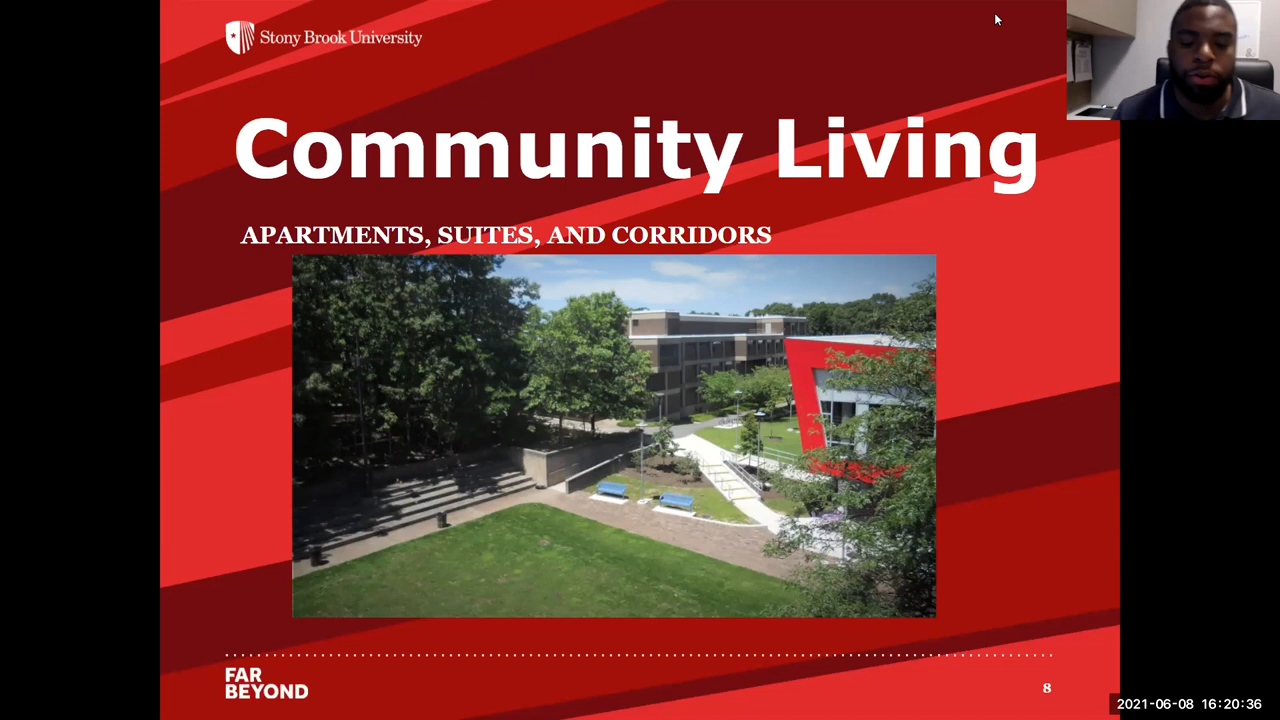 Stony Brook University
Community Living
APARTMENTS, SUITES, AND CORRIDORS
FAR
BEYOND
8
2021-06-08 16:20:36